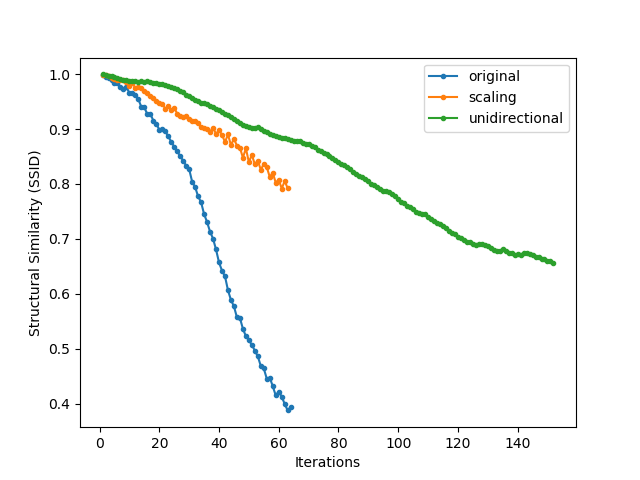 original
scaling
unidirectional
Structural Similarity (SSID)
1.0
0.9
0.8
0.7
0.6
0.5
0.4
0 20 40 60 80 100 120 140
Iterations